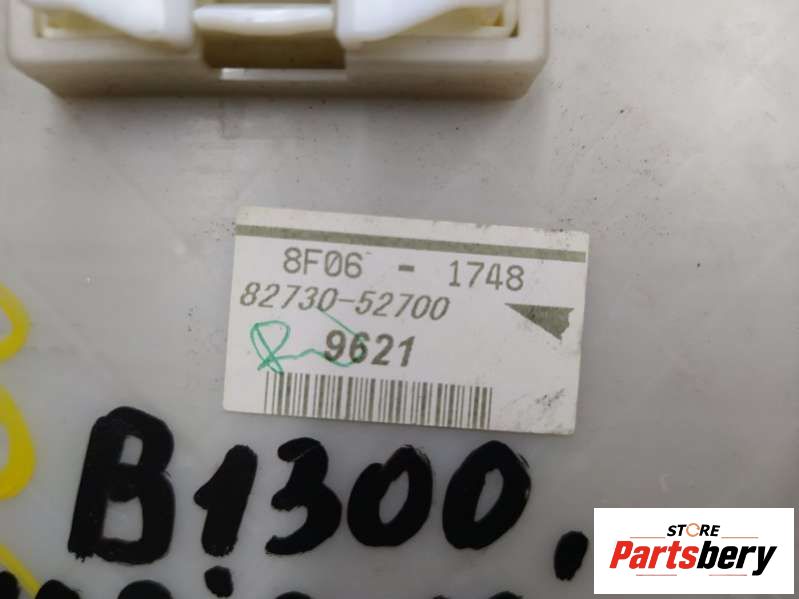 8F06 - 1748
82730-52700
9621
B1300.
STORE
Partsbery